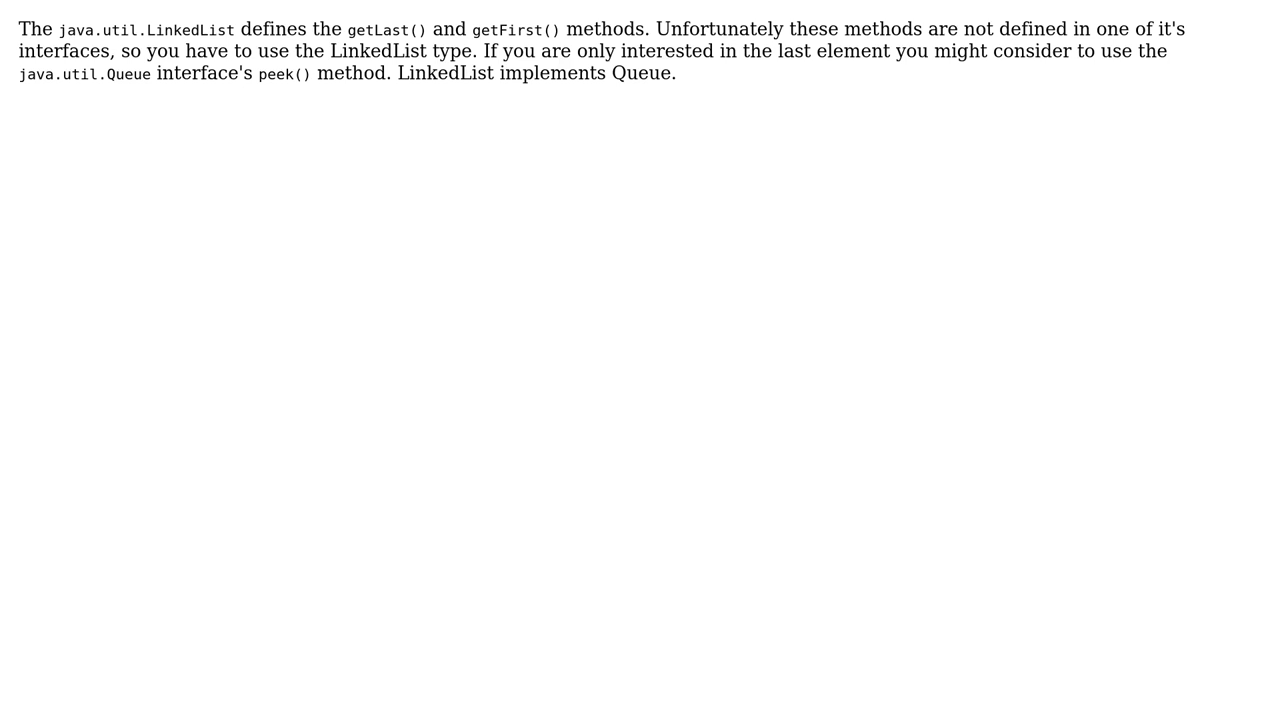 The java.util.LinkedList defines the getLast() and getFirst() methods. Unfortunately these methods are not defined in one of it's
interfaces, so you have to use the LinkedList type. If you are only interested in the last element you might consider to use the
java.util.Queue interface's peek() method. LinkedList implements Queue.